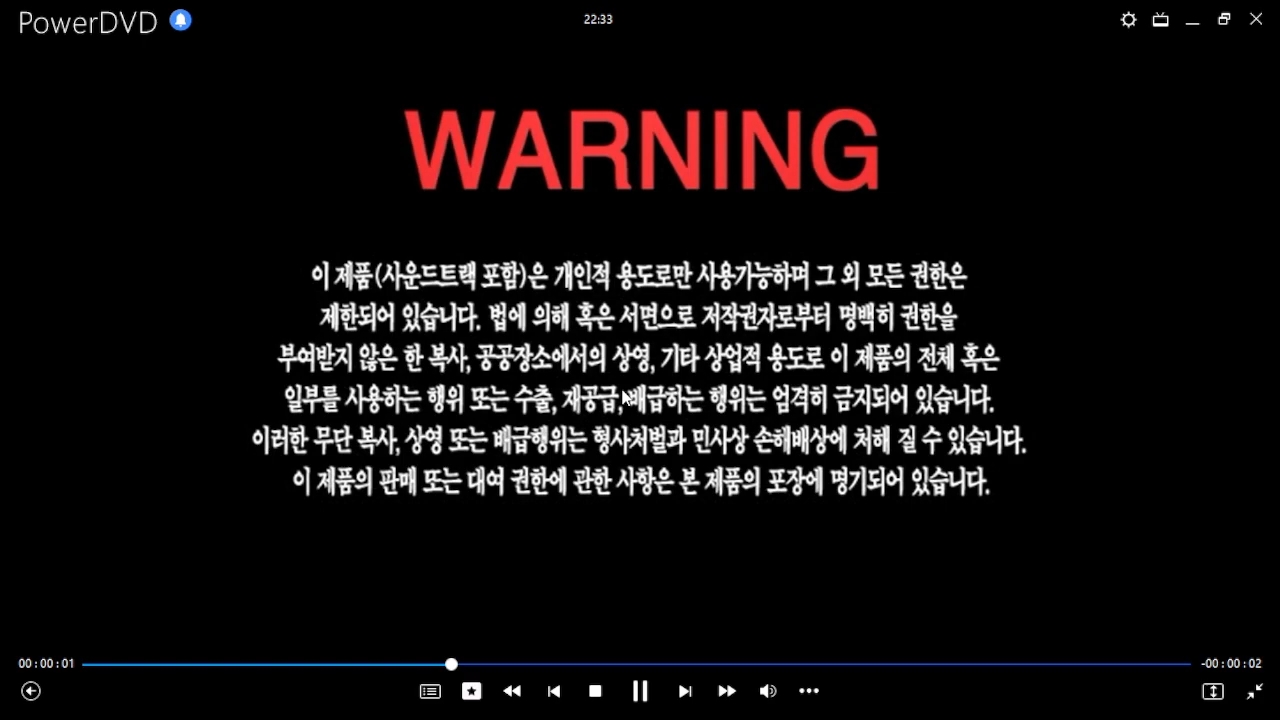 PowerDVD
22:33
WARNING
이 제품(사운드트랙 포함)은 개인적 용도로만 사용가능하며 그 외 모든 권한은
제한되어 있습니다. 법에 의해 혹은 서면으로 저작권자로부터 명백히 권한을
부여받지 않은 한 복사, 공공장소에서의 상영, 기타 상업적 용도로 이 제품의 전체 혹은
일부를 사용하는 행위 또는 수출, 재공급, 배급하는 행위는 엄격히 금지되어 있습니다.
이러한 무단 복사, 상영 또는 배급행위는 형사처벌과 민사상 손해배상에 처해 질 수 있습니다.
이 제품의 판매 또는 대여 권한에 관한 사항은 본 제품의 포장에 명기되어 있습니다.
00:00:01
-00:00:02